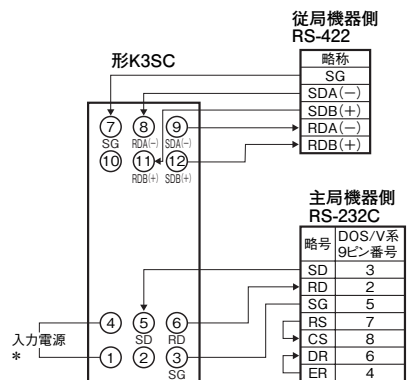 従局機器側
RS-422
形K3SC
略称
SG
SDA(−)
SDB(+)
RDA(−)
RDB(+)
⑦ ⑧ ⑨
SG RDA(−) SDA(−)
⑩ ⑪ ⑫
RDB(+) SDB(+)
主局機器側
RS-232C
略号 DOS/V系
9ピン番号
SD 3
RD 2
SG 5
RS 7
CS 8
DR 6
ER 4
④ ⑤ ⑥
SD RD
入力電源
*
① ② ③
SG